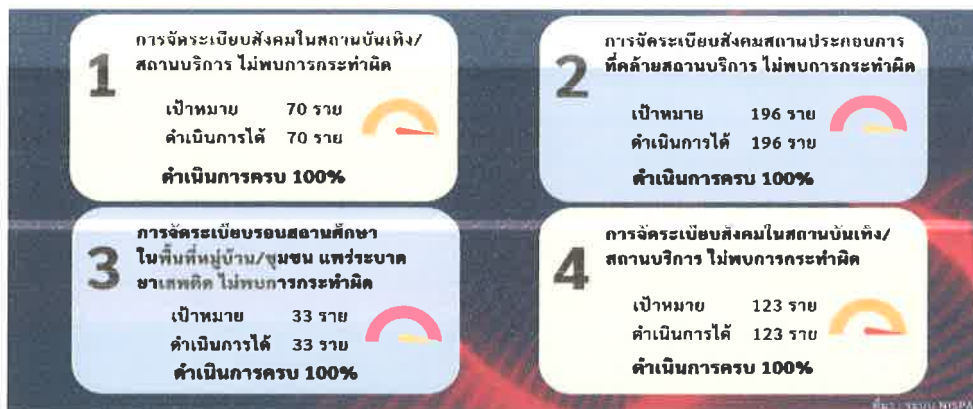 1
การจัดระเบียบสังคมในสถานบันเทิง/
สถานบริการ ไม่พบการกระทำผิด
เป้าหมาย 70 ราย
ดำเนินการได้ 70 ราย
ดำเนินการครบ 100%
2
การจัดระเบียบสังคมสถานประกอบการ
ที่คล้ายสถานบริการ ไม่พบการกระทำผิด
เป้าหมาย 196 ราย
ดำเนินการได้ 196 ราย
ดำเนินการครบ 100%
3
การจัดระเบียบรอบสถานศึกษา
ในพื้นที่หมู่บ้าน/ชุมชน แพร่ระบาด
ยาเสพติด ไม่พบการกระทำผิด
เป้าหมาย 33 ราย
ดำเนินการได้ 33 ราย
ดำเนินการครบ 100%
4
การจัดระเบียบสังคมในสถานบันเทิง/
สถานบริการ ไม่พบการกระทำผิด
เป้าหมาย 123 ราย
ดำเนินการได้ 123 ราย
ดำเนินการครบ 100%
ที่มา : ระบบ NISPA